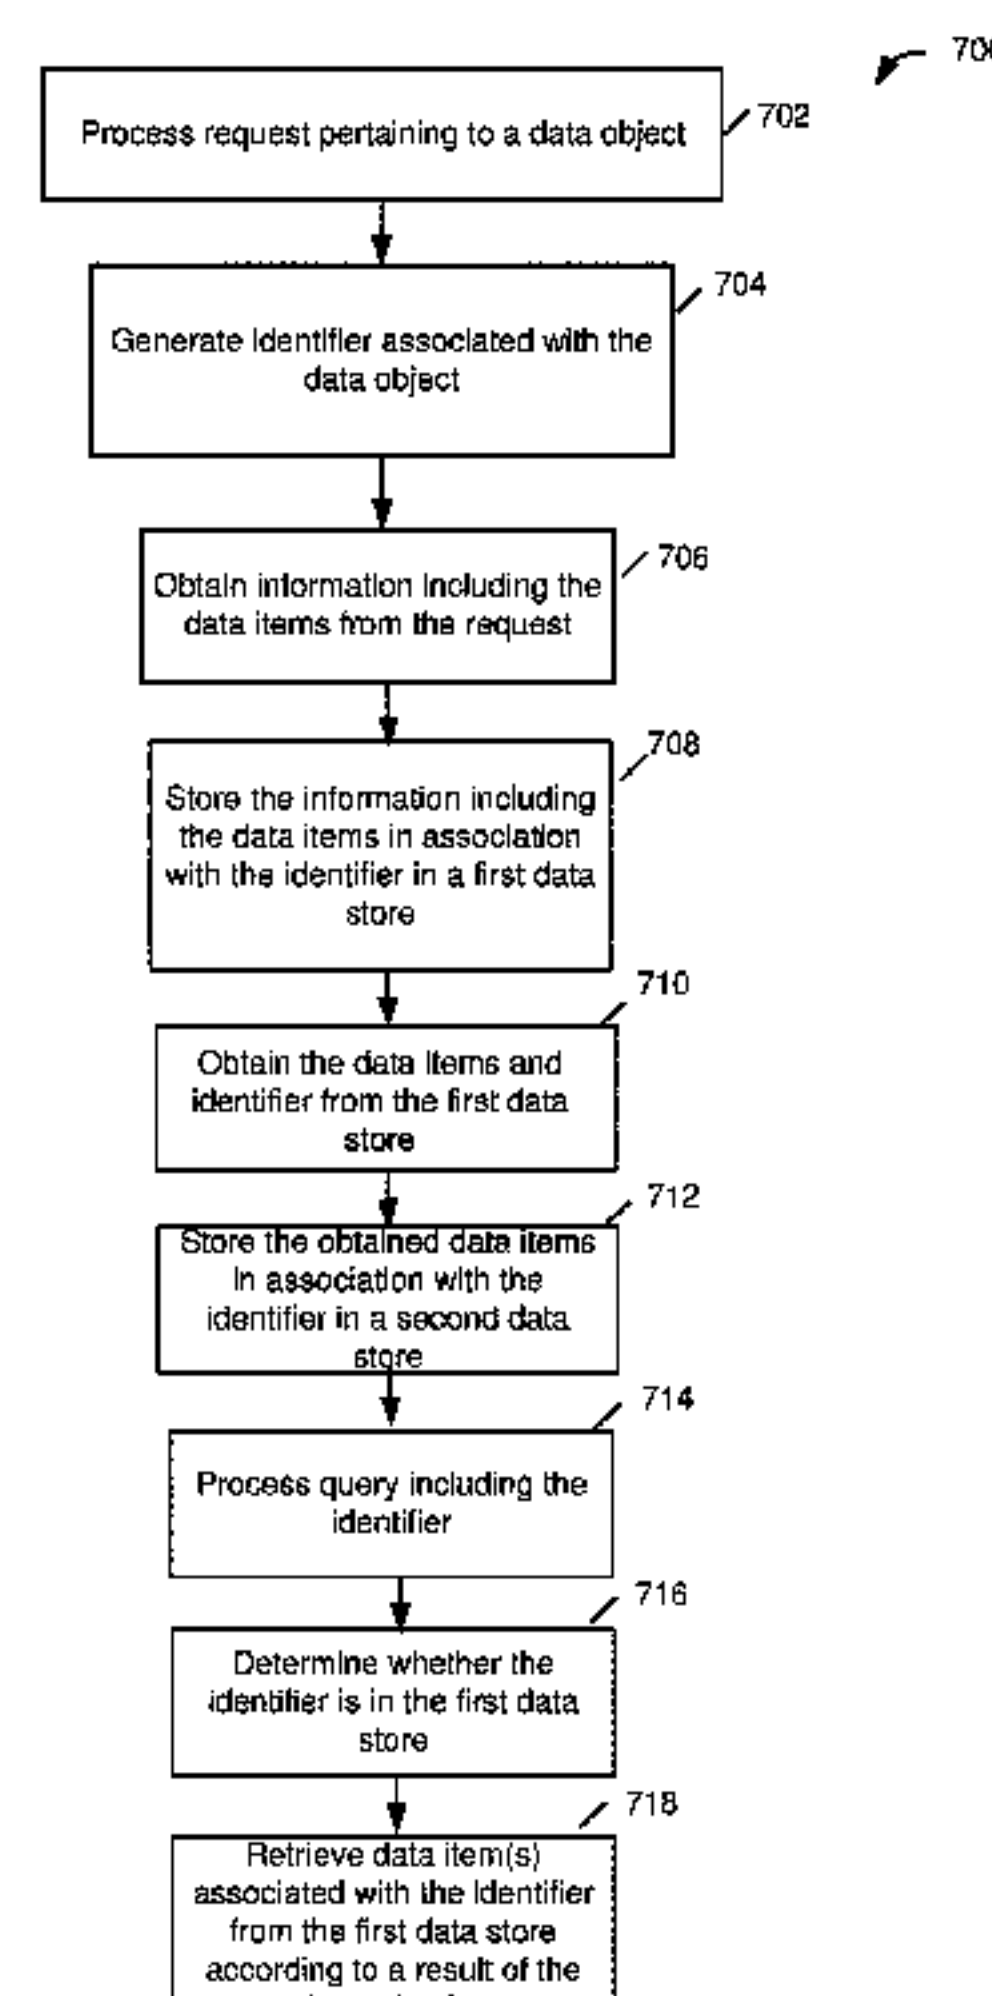 702
Process request pertaining to a data object
704
Generate identifier associated with the
data object
706
Obtain information including the
data items from the request
708
Store the information including
the data items in association
with the identifier in a first data
store
710
Obtain the data items and
identifier from the first data
store
712
Store the obtained data items
in association with the
identifier in a second data
store
714
Process query including the
identifier
716
Determine whether the
identifier is in the first data
store
718
Retrieve data item(s)
associated with the identifier
from the first data store
according to a result of the